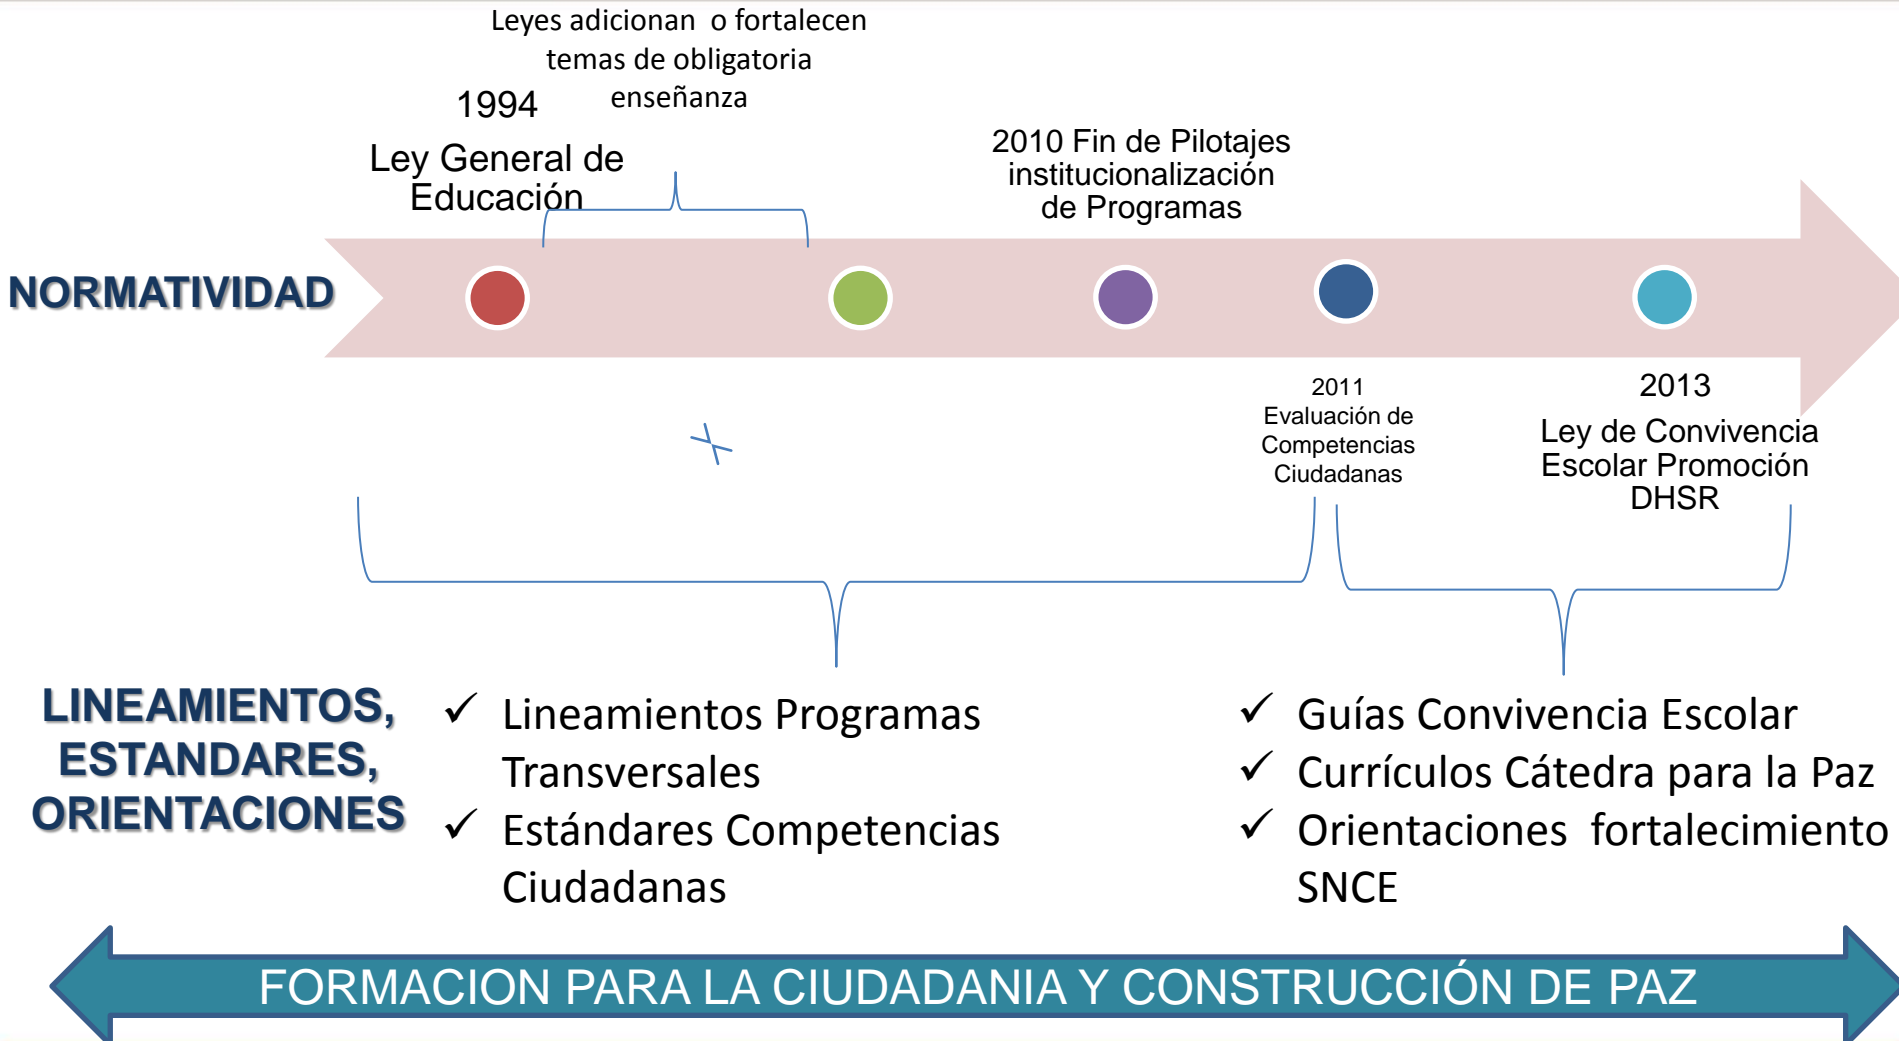 Leyes adicionan o fortalecen
temas de obligatoria
enseñanza
1994
Ley General de
Educación
2010 Fin de Pilotajes
institucionalización
de Programas
NORMATIVIDAD
2011
Evaluación de
Competencias
Ciudadanas
2013
Ley de Convivencia
Escolar Promoción
DHSR
LINEAMIENTOS,
ESTANDARES,
ORIENTACIONES
✓ Lineamientos Programas
Transversales
✓ Estándares Competencias
Ciudadanas
✓ Guías Convivencia Escolar
✓ Currículos Cátedra para la Paz
✓ Orientaciones fortalecimiento
SNCE
FORMACION PARA LA CIUDADANIA Y CONSTRUCCIÓN DE PAZ